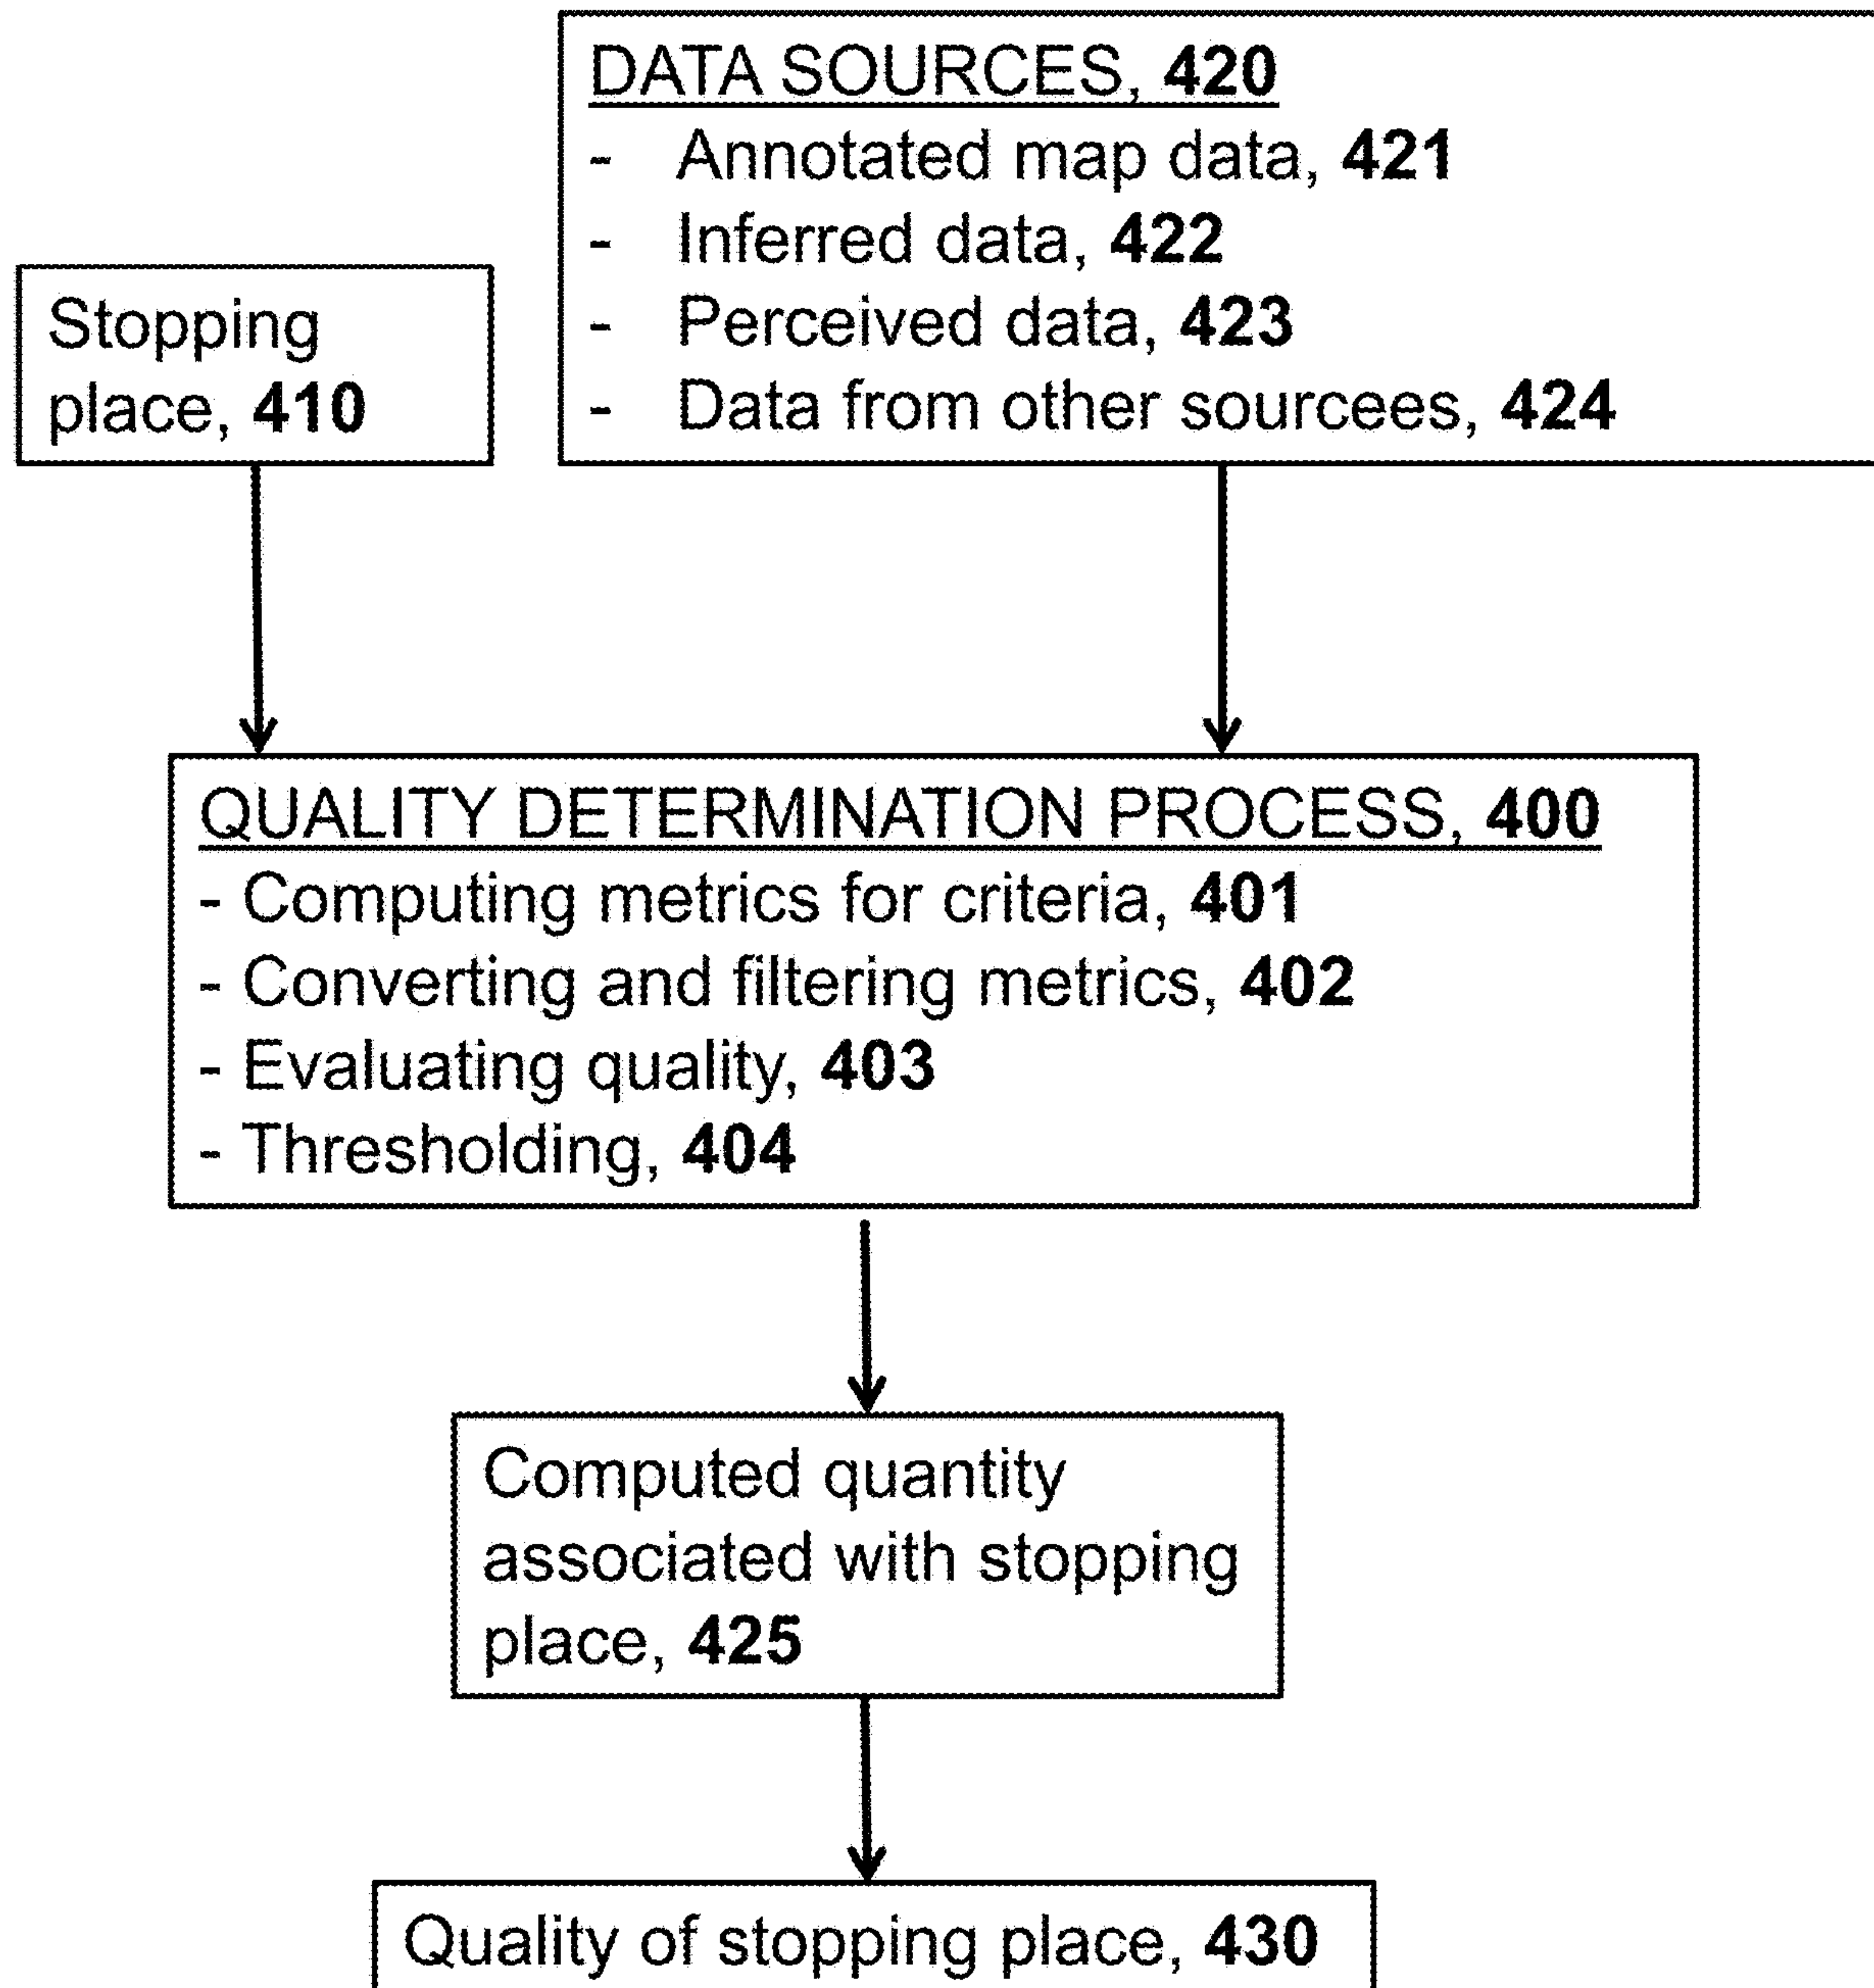 DATA SOURCES, 420
- Annotated map data, 421
- Inferred data, 422
- Perceived data, 423
- Data from other sourcees, 424
Stopping
place, 410
QUALITY DETERMINATION PROCESS, 400
- Computing metrics for criteria, 401
- Converting and filtering metrics, 402
- Evaluating quality, 403
- Thresholding, 404
Computed quantity
associated with stopping
place, 425
Quality of stopping place, 430